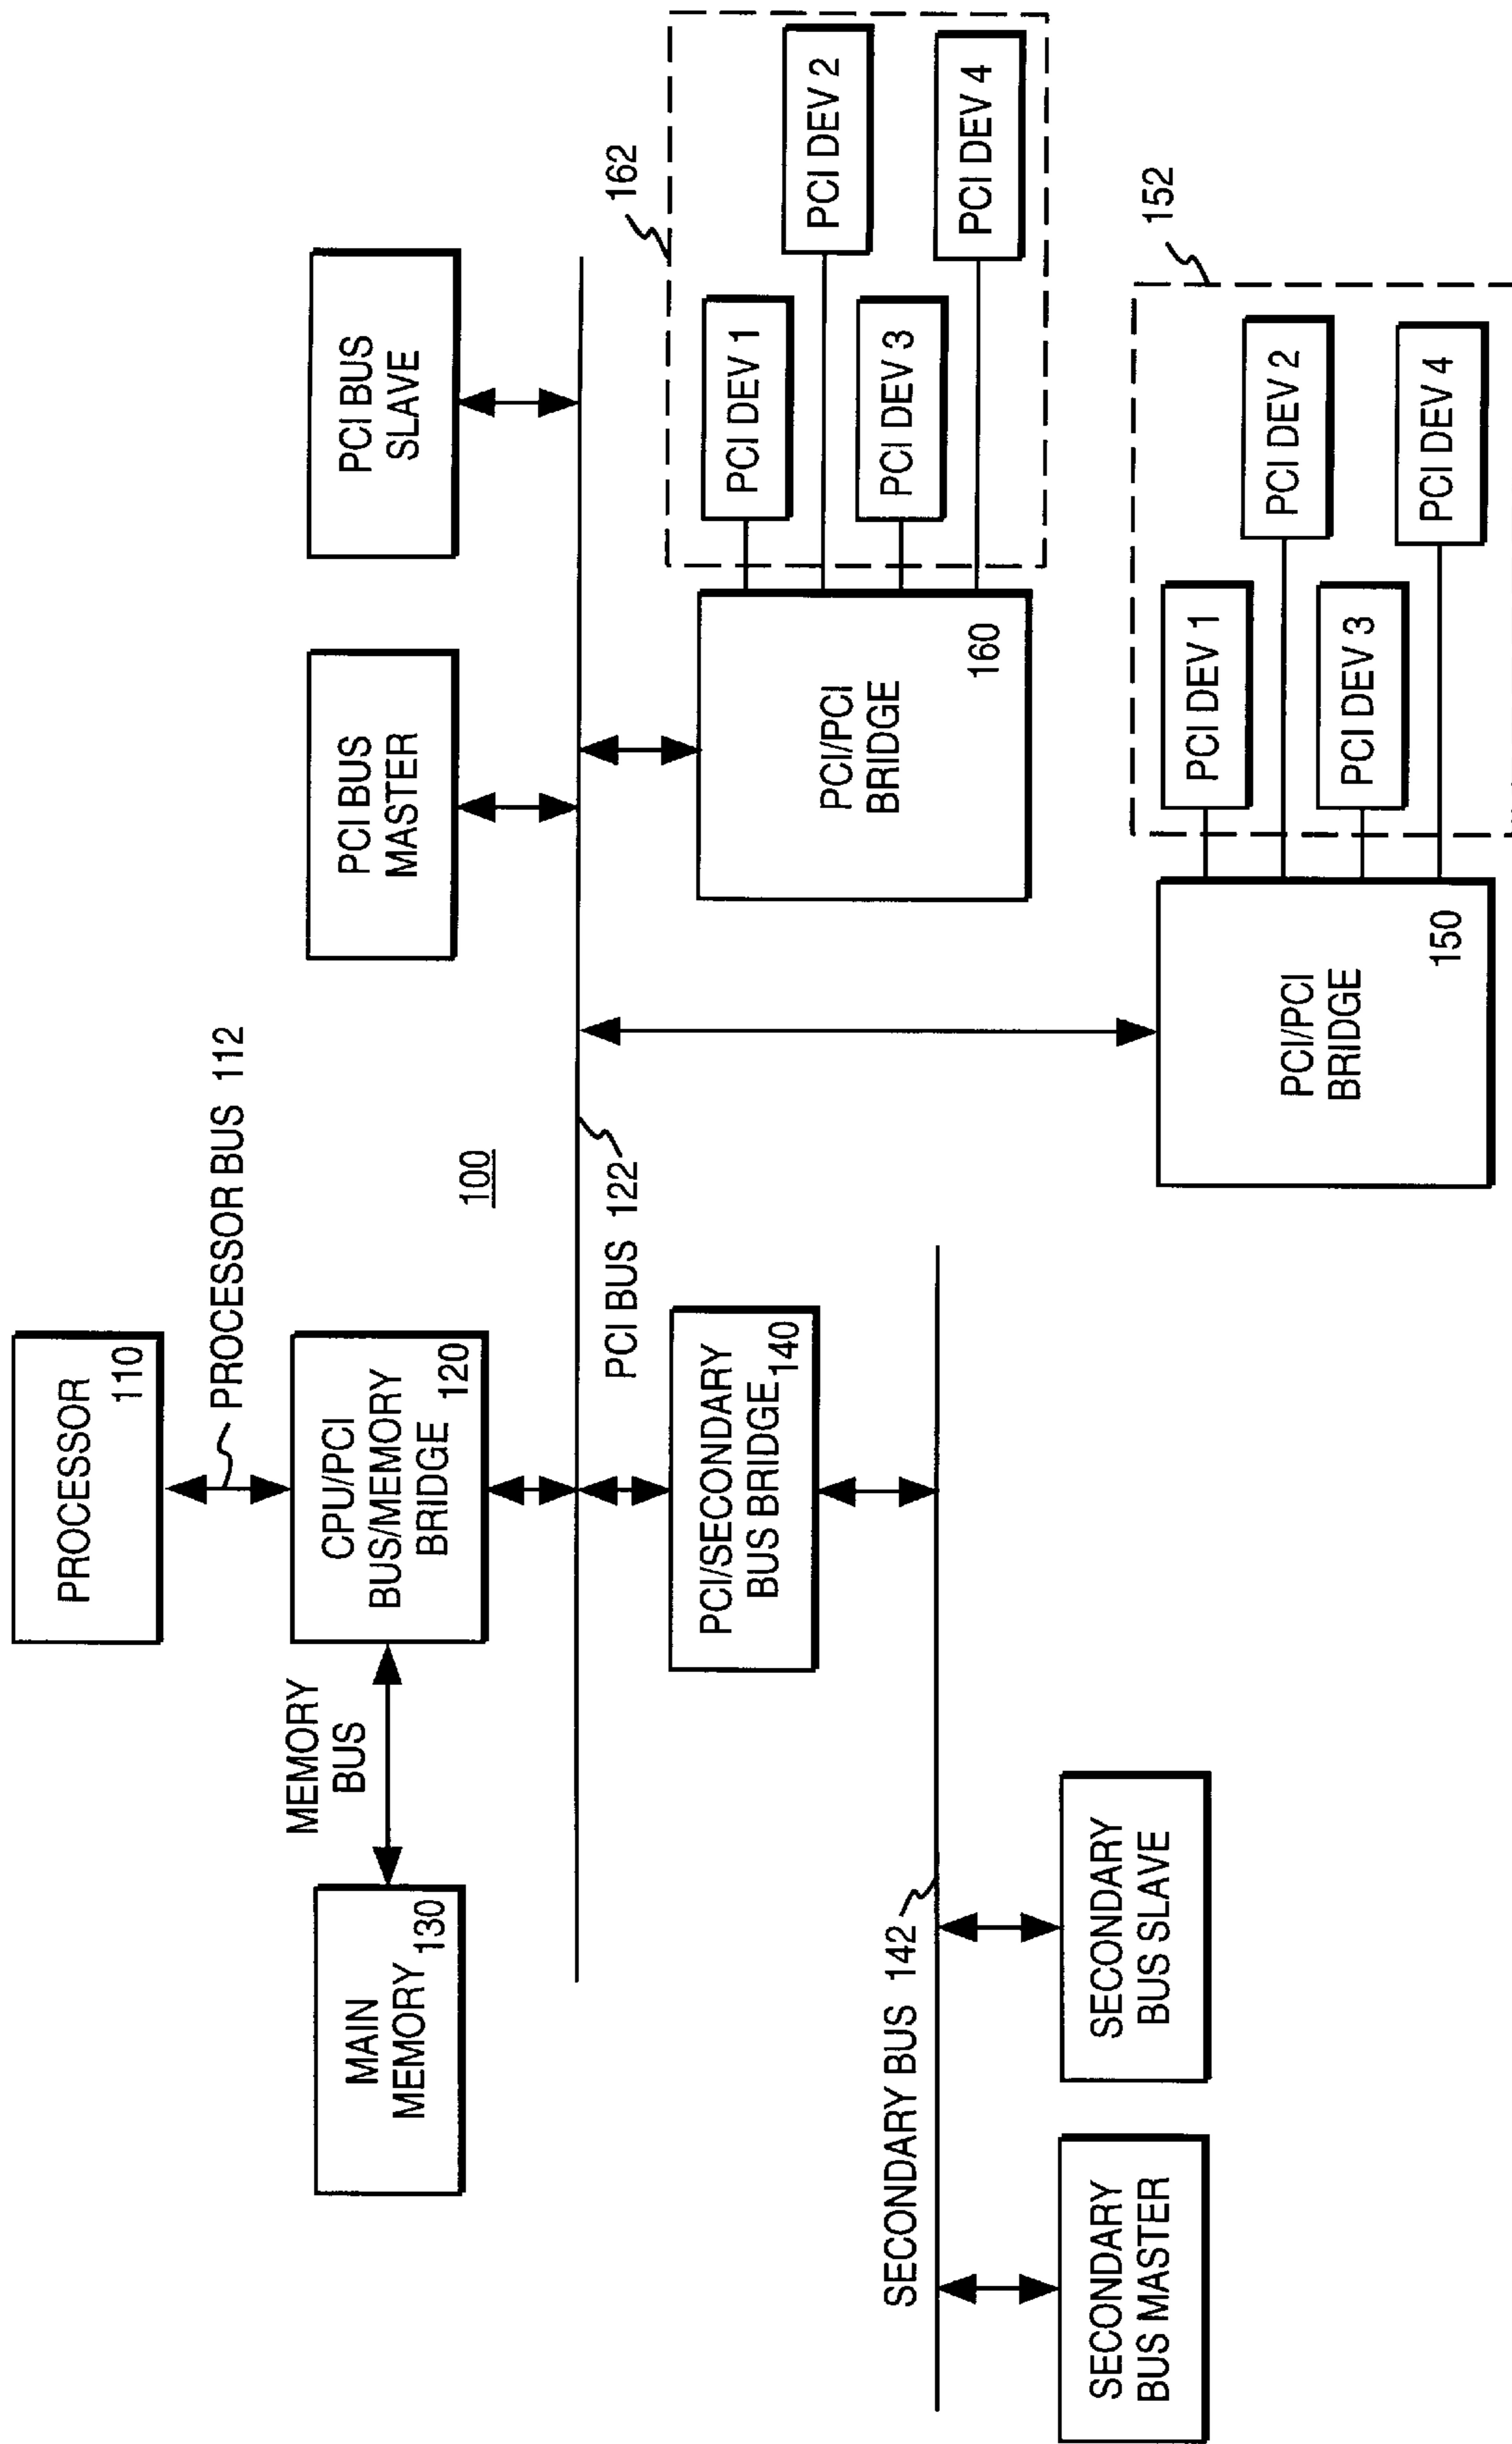 PROCESSOR
110
PROCESSOR BUS 112
MAIN
MEMORY
130
MEMORY
BUS
CPU/PCI
BUS/MEMORY
BRIDGE
120
100
PCI BUS
MASTER
PCI BUS
SLAVE
PCI BUS 122
PCI/SECONDARY
BUS BRIDGE
140
PCI/PCI
BRIDGE
160
162
PCI DEV 1
PCI DEV 2
PCI DEV 3
PCI DEV 4
SECONDARY BUS 142
SECONDARY
BUS MASTER
SECONDARY
BUS SLAVE
PCI/PCI
BRIDGE
150
152
PCI DEV 1
PCI DEV 2
PCI DEV 3
PCI DEV 4